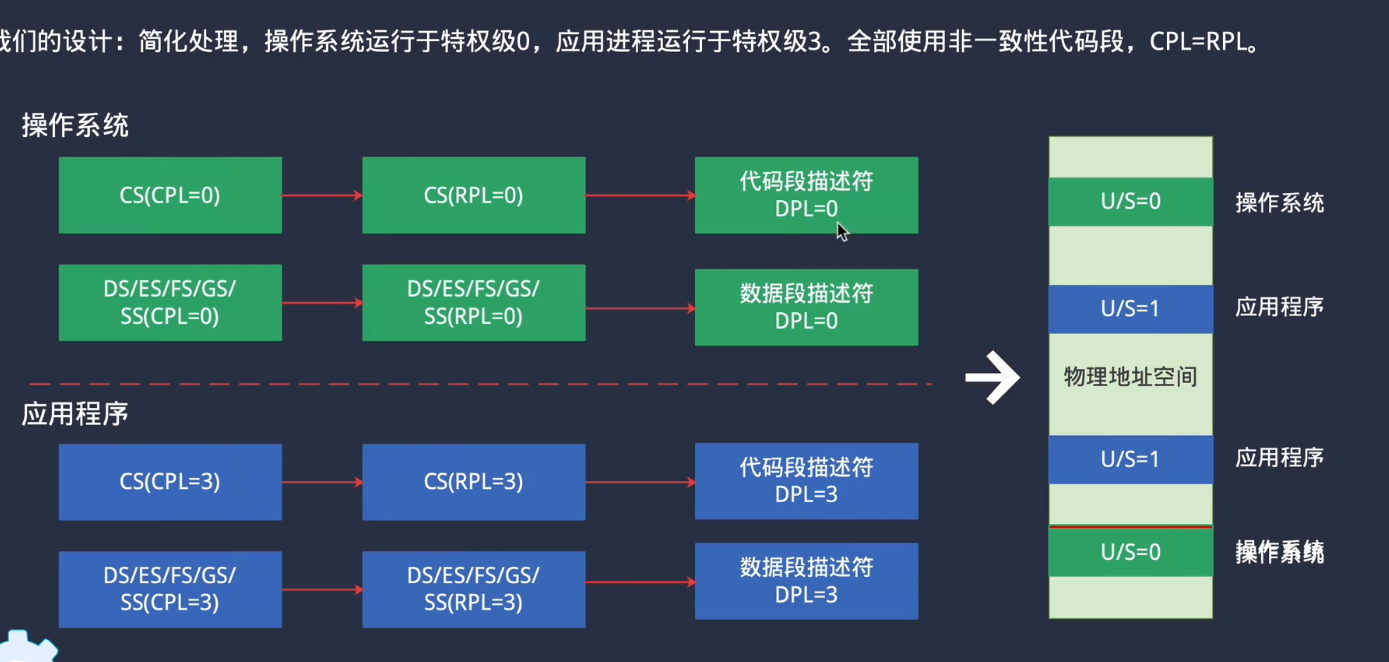 我们的设计：简化处理，操作系统运行于特权级0，应用进程运行于特权级3。全部使用非一致性代码段，CPL=RPL。
操作系统
CS(CPL=0)
CS(RPL=0)
代码段描述符
DPL=0
DS/ES/FS/GS/
SS(CPL=0)
DS/ES/FS/GS/
SS(RPL=0)
数据段描述符
DPL=0
应用程序
CS(CPL=3)
CS(RPL=3)
代码段描述符
DPL=3
DS/ES/FS/GS/
SS(CPL=3)
DS/ES/FS/GS/
SS(RPL=3)
数据段描述符
DPL=3
U/S=0
操作系统
U/S=1
应用程序
物理地址空间
U/S=1
应用程序
U/S=0
操作系统